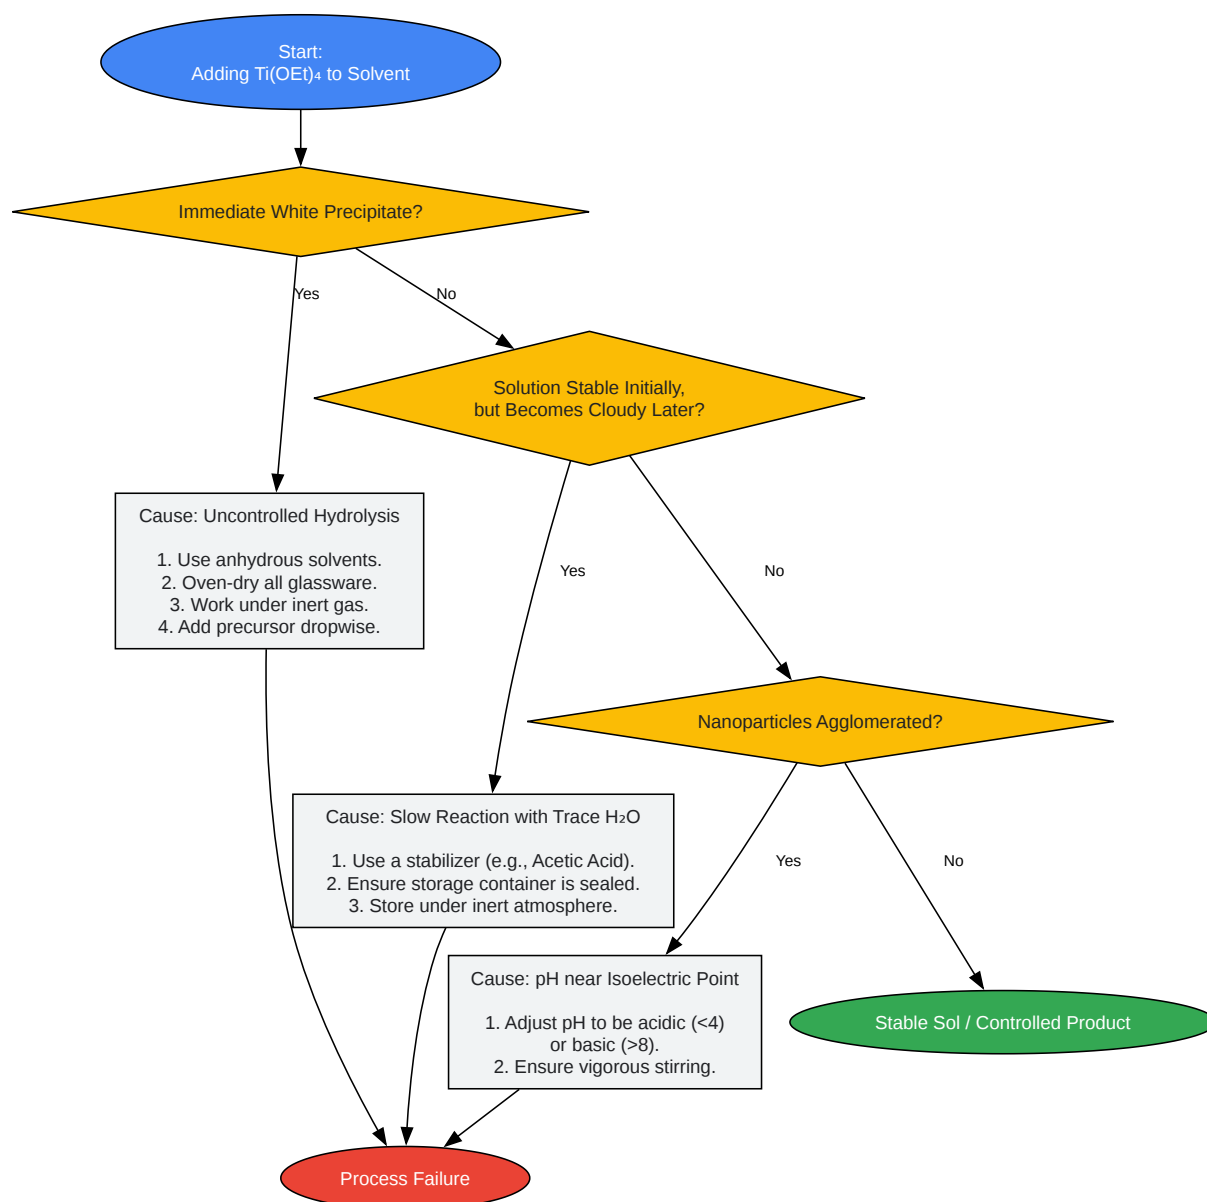 Start:
Adding Ti(OEt)₄ to Solvent
Immediate White Precipitate?
Yes
No
Solution Stable Initially,
but Becomes Cloudy Later?
Cause: Uncontrolled Hydrolysis
1. Use anhydrous solvents.
2. Oven-dry all glassware.
3. Work under inert gas.
4. Add precursor dropwise.
Yes
No
Nanoparticles Agglomerated?
Cause: Slow Reaction with Trace H₂O
1. Use a stabilizer (e.g., Acetic Acid).
2. Ensure storage container is sealed.
3. Store under inert atmosphere.
Yes
No
Cause: pH near Isoelectric Point
1. Adjust pH to be acidic (<4)
or basic (>8).
2. Ensure vigorous stirring.
Stable Sol / Controlled Product
Process Failure